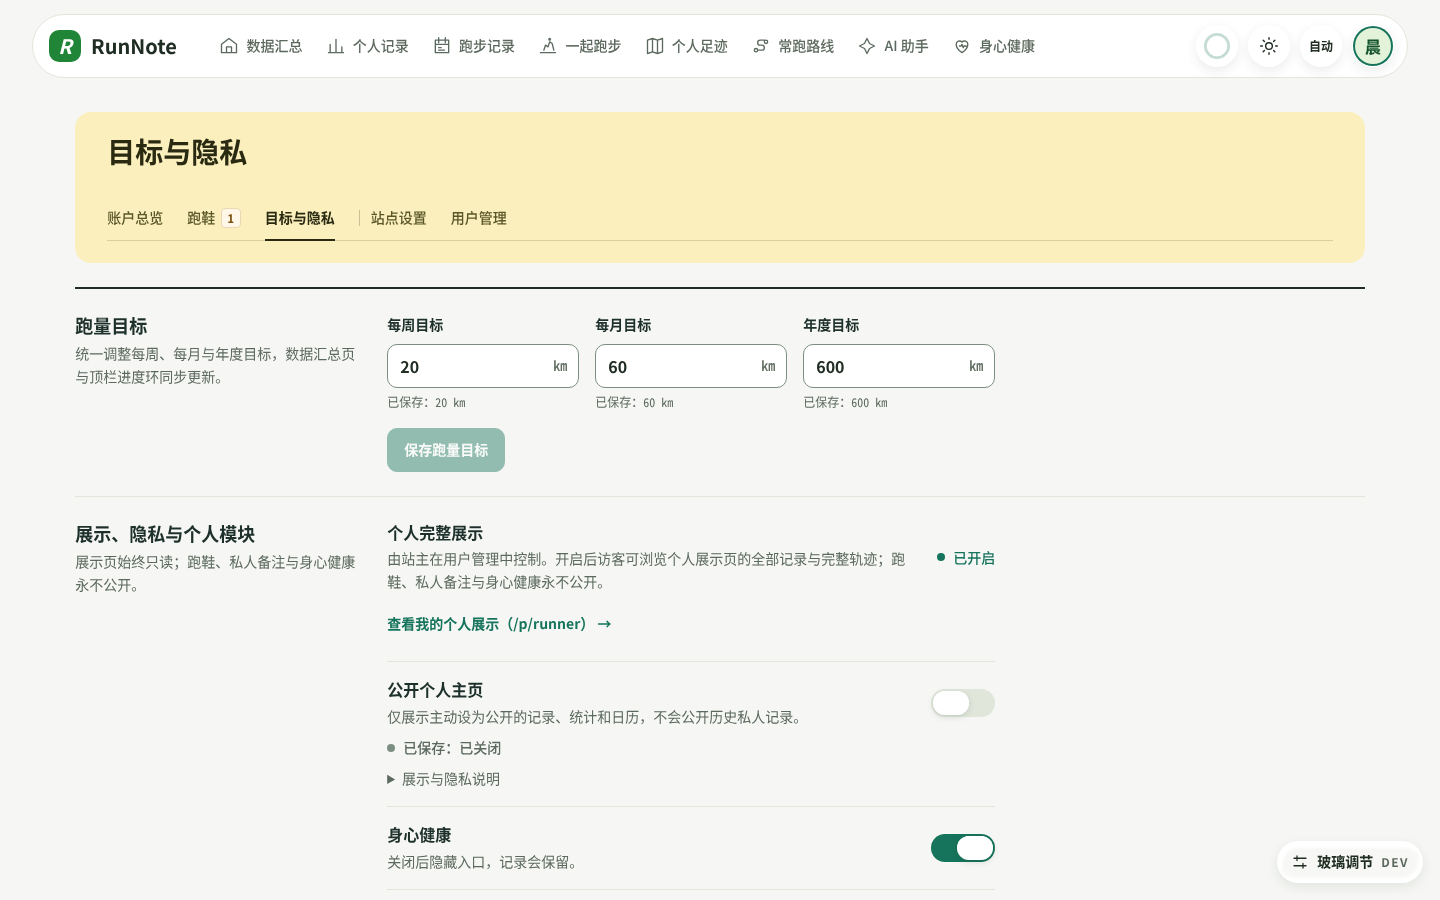 R RunNote 数据汇总 个人记录 跑步记录 一起跑步 个人足迹 常跑路线 AI 助手 身心健康 自动 晨
目标与隐私
账户总览 跑鞋 1 目标与隐私 站点设置 用户管理
跑量目标
统一调整每周、每月与年度目标，数据汇总页
与顶栏进度环同步更新。
每周目标 每月目标 年度目标
20 km 60 km 600 km
已保存：20 km 已保存：60 km 已保存：600 km
保存跑量目标
展示、隐私与个人模块
展示页始终只读；跑鞋、私人备注与身心健康
永不公开。
个人完整展示
由站主在用户管理中控制。开启后访客可浏览个人展示页的全部记录与完整轨迹；跑
鞋、私人备注与身心健康永不公开。
已开启
查看我的个人展示（/p/runner） →
公开个人主页
仅展示主动设为公开的记录、统计和日历，不会公开历史私人记录。
已保存：已关闭
展示与隐私说明
身心健康
关闭后隐藏入口，记录会保留。
玻璃调节 DEV